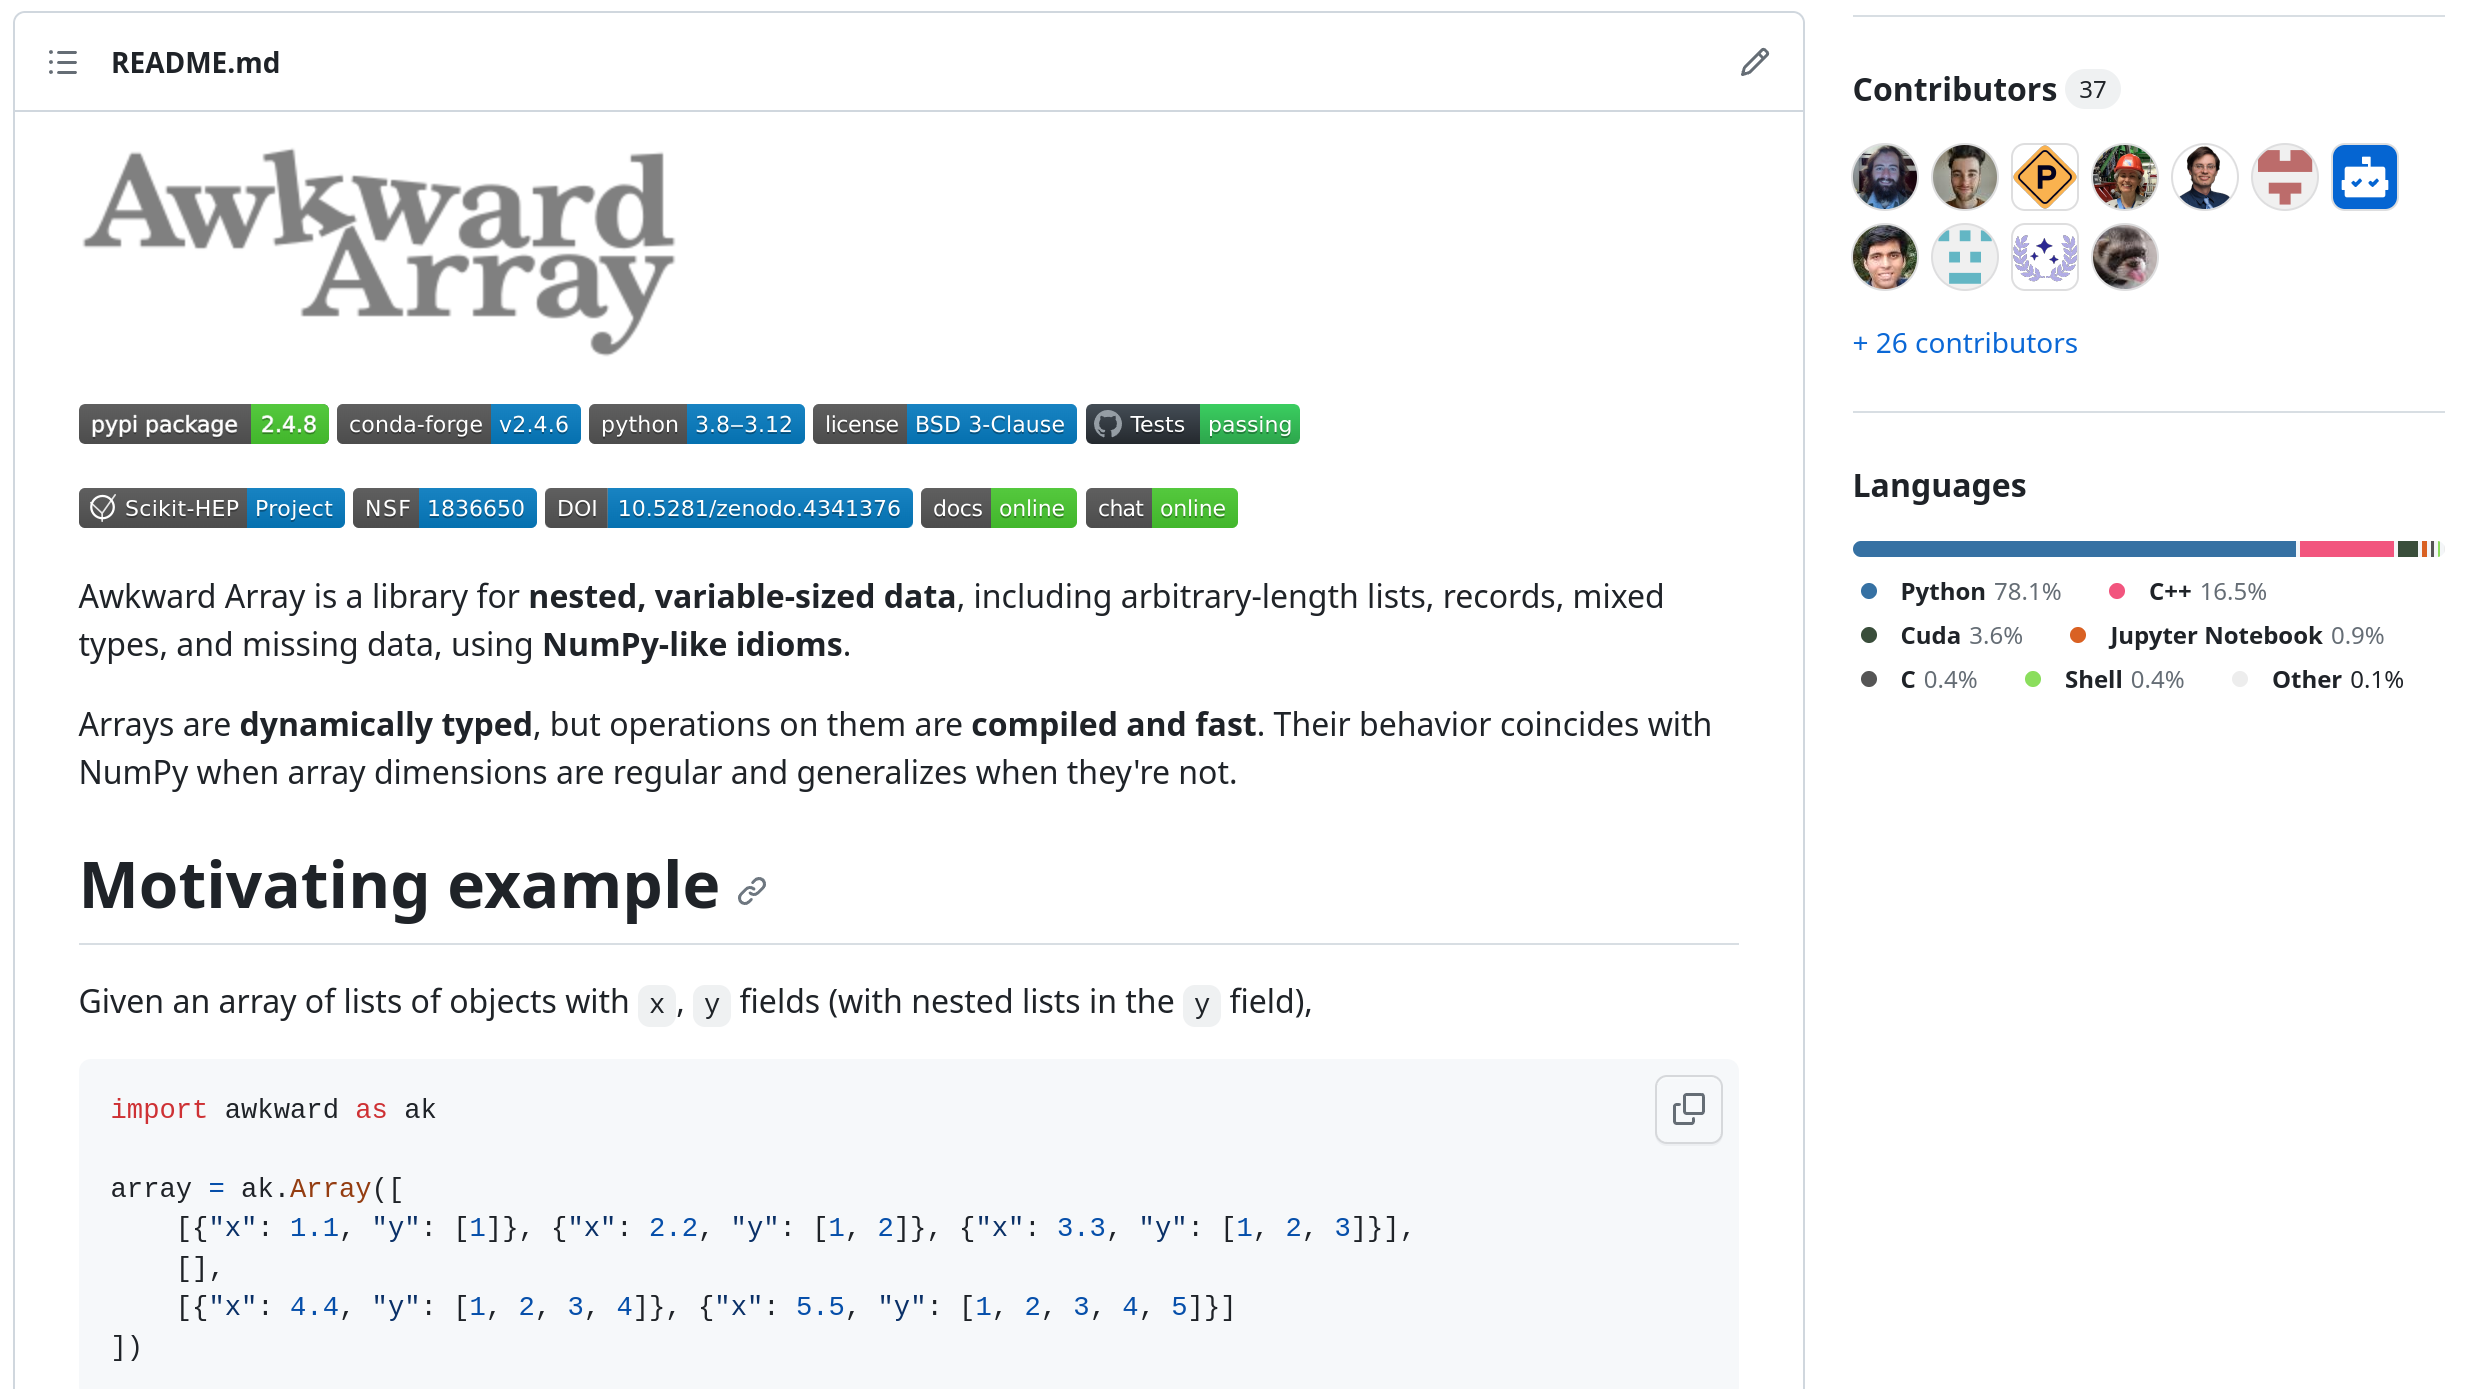 README.md
Awkward
Array
pypi package 2.4.8 conda-forge v2.4.6 python 3.8–3.12 license BSD 3-Clause Tests passing
Scikit-HEP Project NSF 1836650 DOI 10.5281/zenodo.4341376 docs online chat online
Awkward Array is a library for nested, variable-sized data, including arbitrary-length lists, records, mixed
types, and missing data, using NumPy-like idioms.
Arrays are dynamically typed, but operations on them are compiled and fast. Their behavior coincides with
NumPy when array dimensions are regular and generalizes when they're not.
Motivating example
Given an array of lists of objects with x, y fields (with nested lists in the y field),
import awkward as ak
array = ak.Array([
    [{"x": 1.1, "y": [1]}, {"x": 2.2, "y": [1, 2]}, {"x": 3.3, "y": [1, 2, 3]}],
    [],
    [{"x": 4.4, "y": [1, 2, 3, 4]}, {"x": 5.5, "y": [1, 2, 3, 4, 5]}]
])
Contributors 37
P
+ 26 contributors
Languages
Python 78.1% C++ 16.5%
Cuda 3.6% Jupyter Notebook 0.9%
C 0.4% Shell 0.4% Other 0.1%